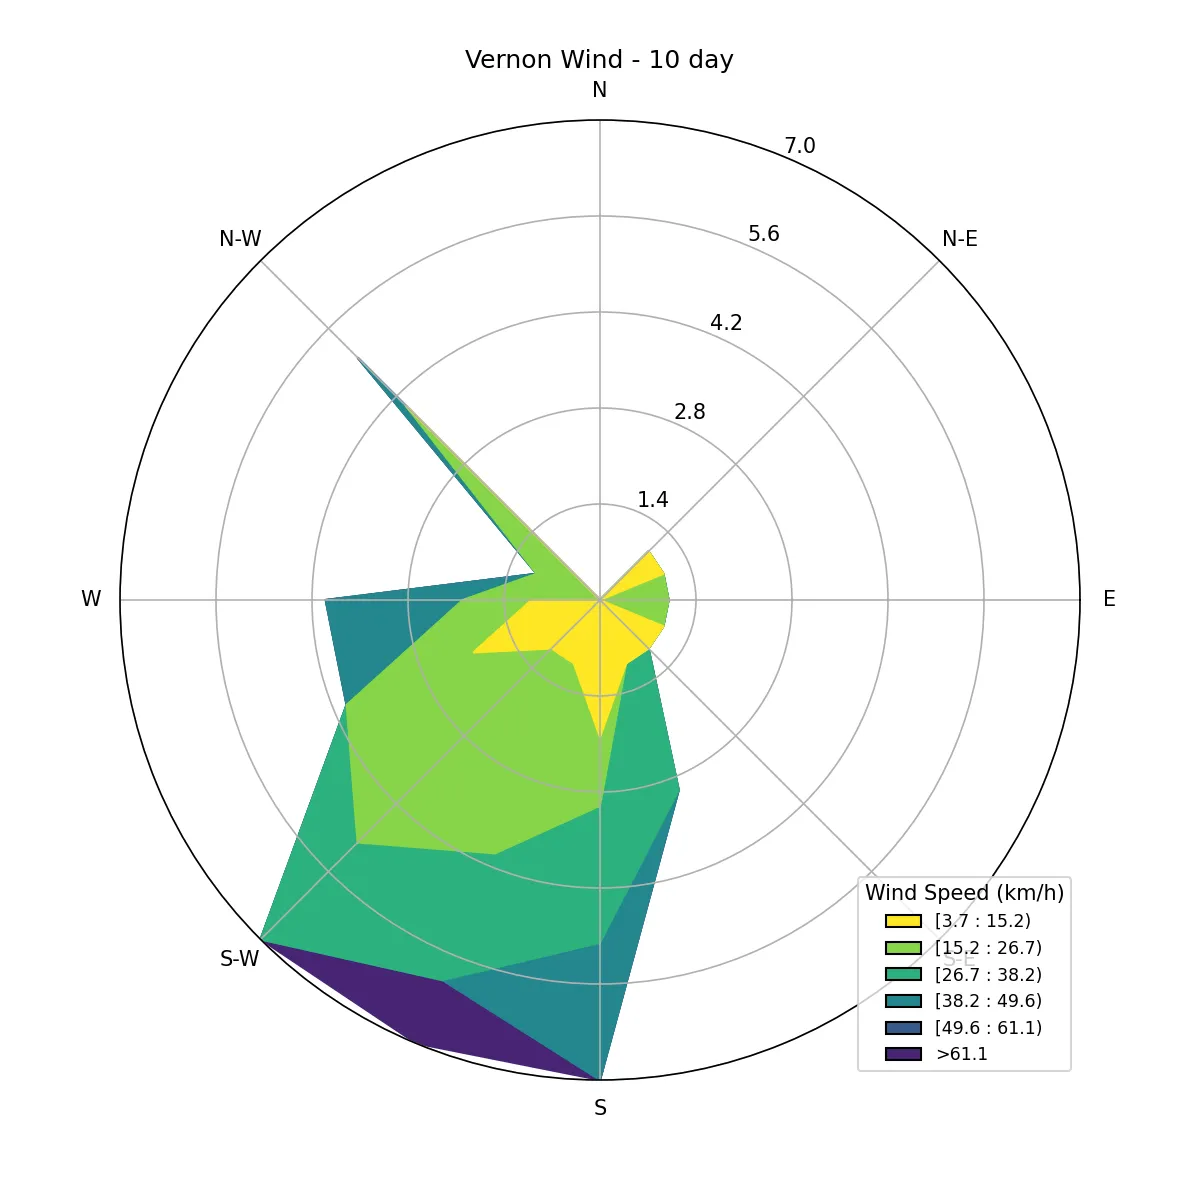 Vernon Wind - 10 day
N
7.0
N-W
5.6
N-E
4.2
2.8
1.4
W
E
S-W
S-E
S
Wind Speed (km/h)
[3.7 : 15.2)
[15.2 : 26.7)
[26.7 : 38.2)
[38.2 : 49.6)
[49.6 : 61.1)
>61.1